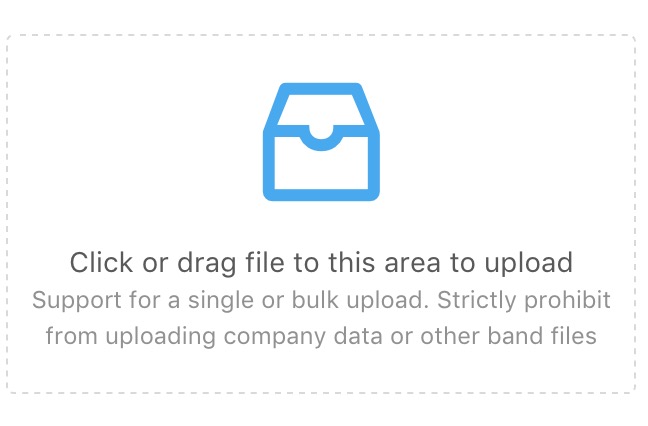 Click or drag file to this area to upload
Support for a single or bulk upload. Strictly prohibit
from uploading company data or other band files